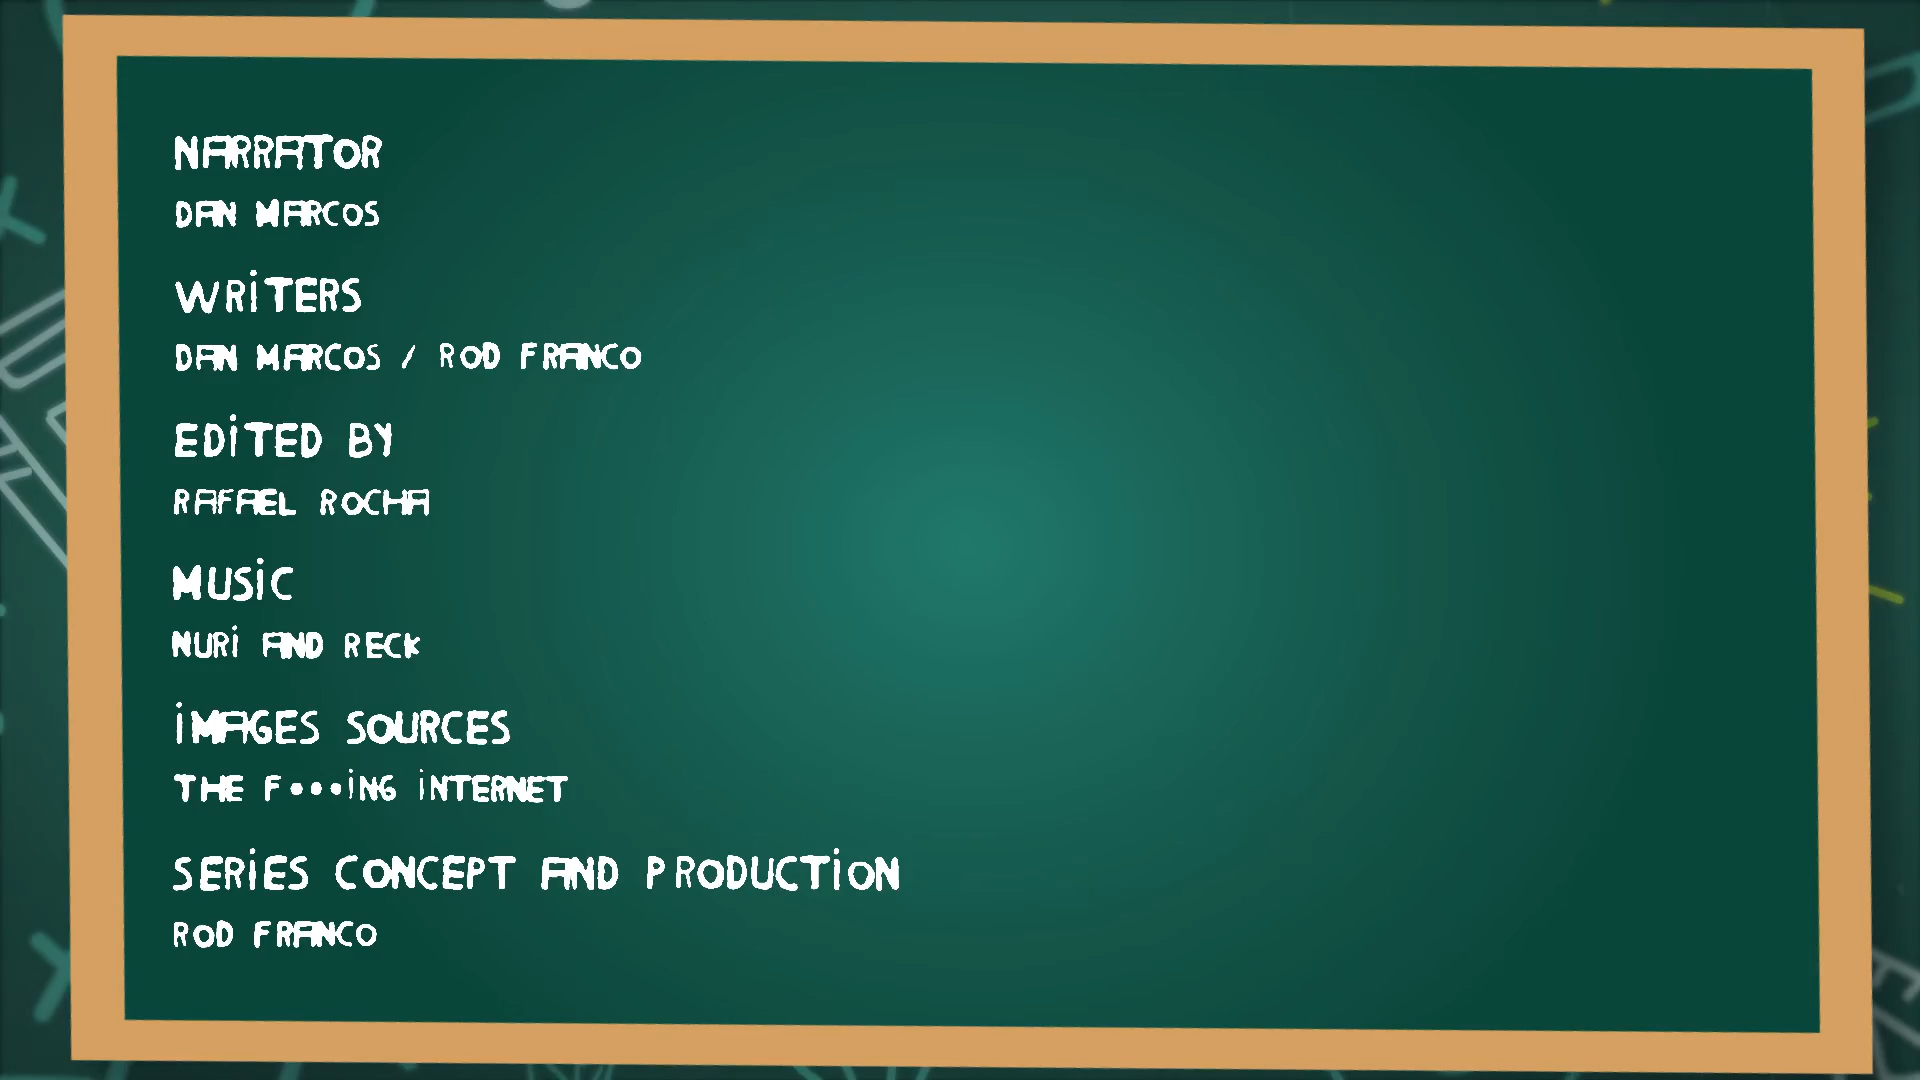 NARRATOR
DAN MARCOS
WRITERS
DAN MARCOS / ROD FRANCO
EDITED BY
RAFAEL ROCHA
MUSIC
NURI AND RECK
IMAGES SOURCES
THE F•••ING INTERNET
SERIES CONCEPT AND PRODUCTION
ROD FRANCO